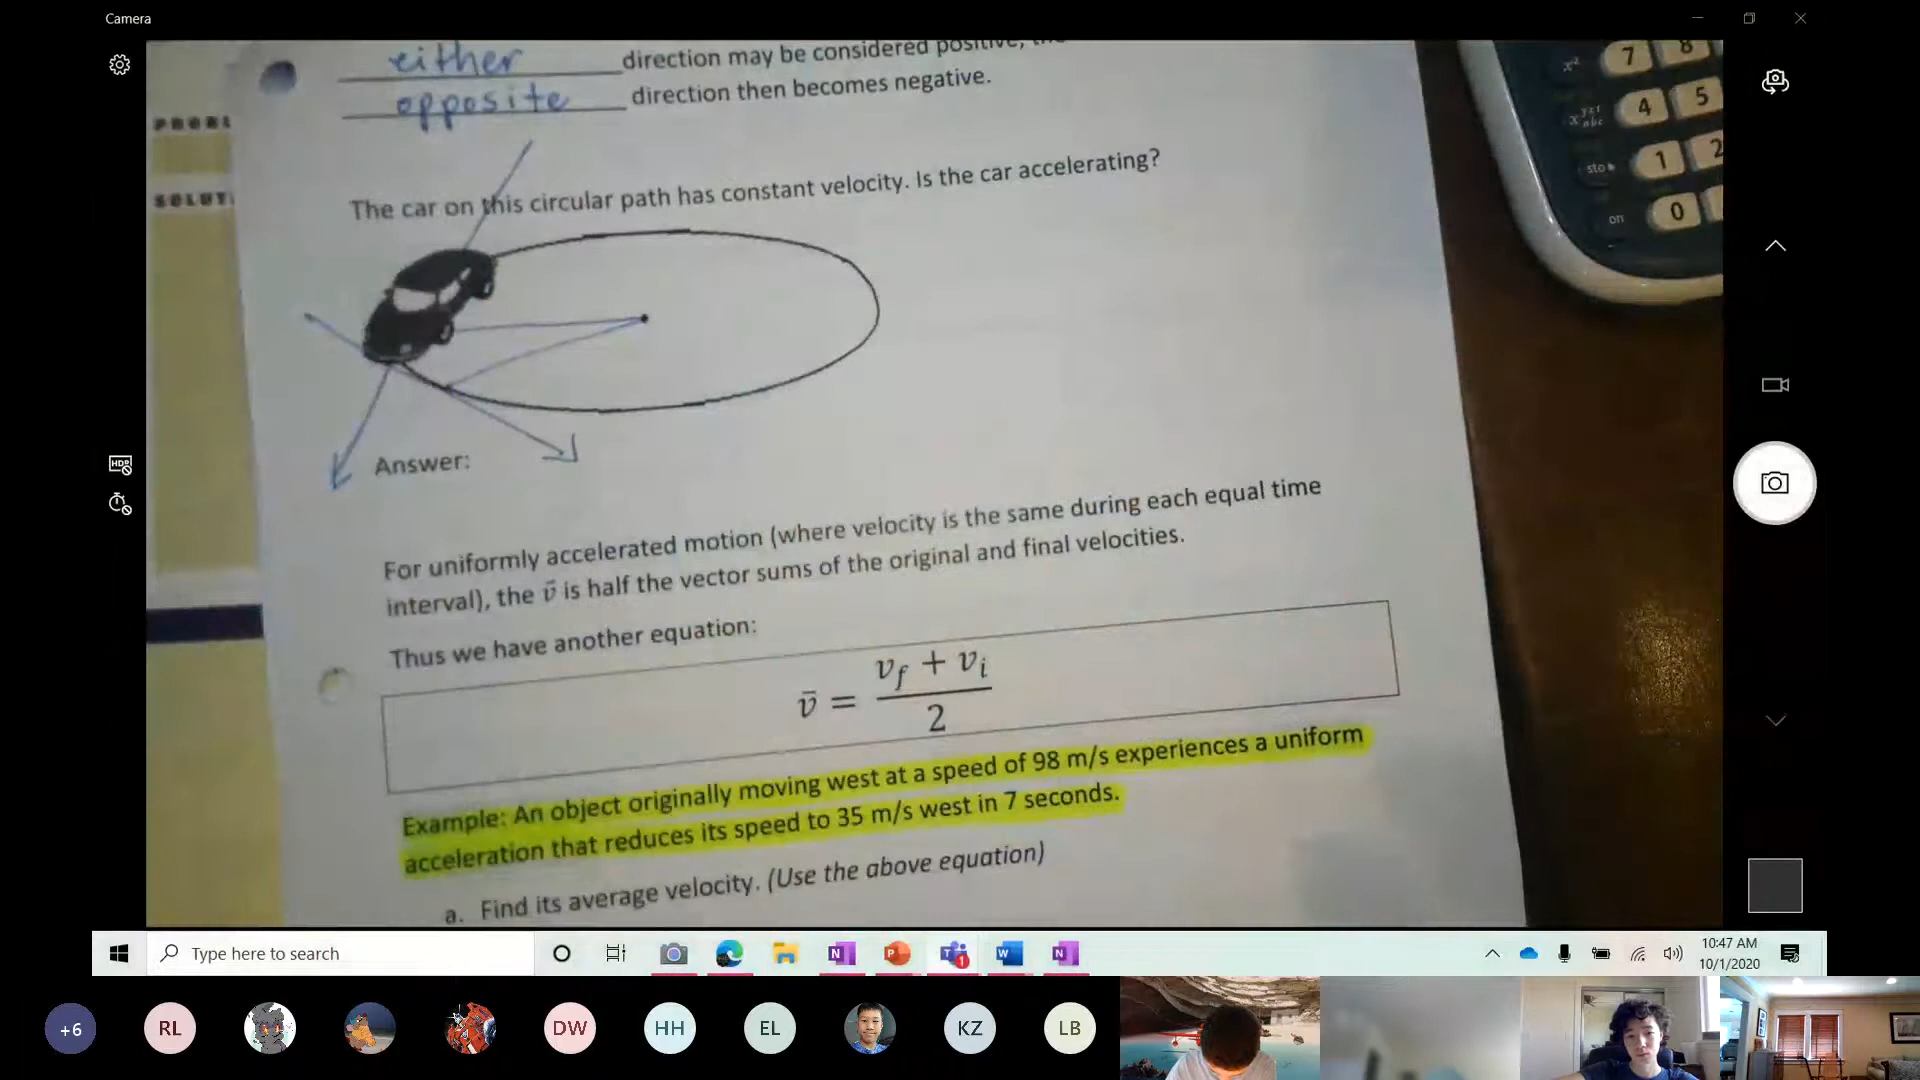 Camera
either direction may be considered positive,
opposite direction then becomes negative.
The car on this circular path has constant velocity. Is the car accelerating?
Answer:
For uniformly accelerated motion (where velocity is the same during each equal time
interval), the v̄ is half the vector sums of the original and final velocities.
Thus we have another equation:
v̄ = (v_f + v_i) / 2
Example: An object originally moving west at a speed of 98 m/s experiences a uniform
acceleration that reduces its speed to 35 m/s west in 7 seconds.
a. Find its average velocity. (Use the above equation)
x²
7
8
4
5
sto
1
2
on
0
HDR
Type here to search
10:47 AM
10/1/2020
+6
RL
DW
HH
EL
KZ
LB